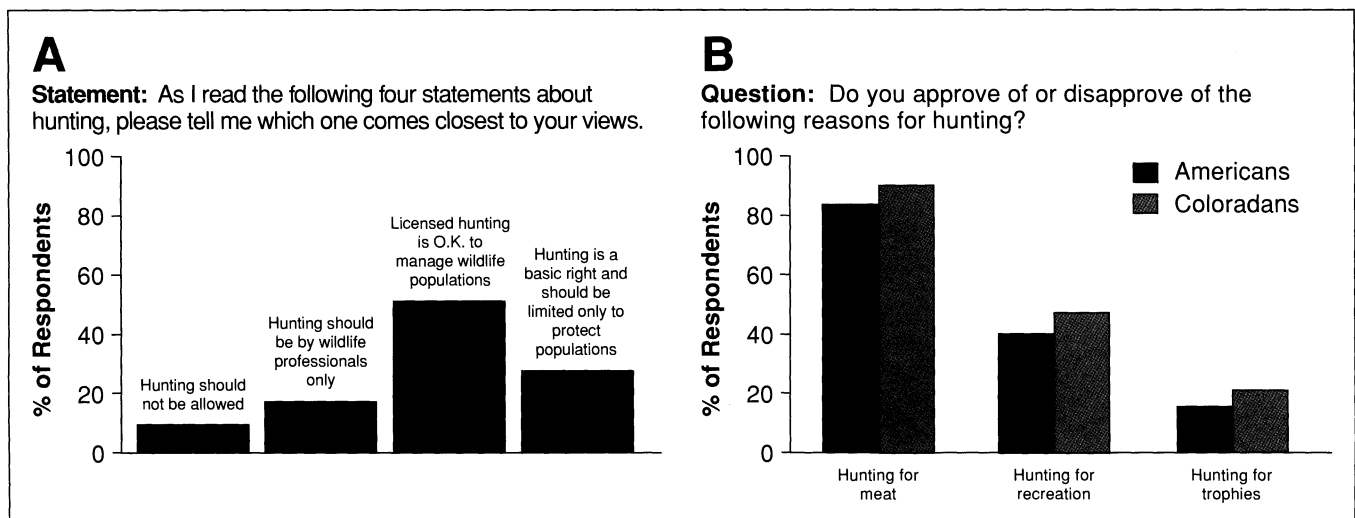 A
Statement: As I read the following four statements about
hunting, please tell me which one comes closest to your views.
% of Respondents
100
80
60
40
20
0
Hunting should
not be allowed
Hunting should
be by wildlife
professionals
only
Licensed hunting
is O.K. to
manage wildlife
populations
Hunting is a
basic right and
should be
limited only to
protect
populations
B
Question: Do you approve of or disapprove of the
following reasons for hunting?
% of Respondents
100
80
60
40
20
0
Americans
Coloradans
Hunting for
meat
Hunting for
recreation
Hunting for
trophies